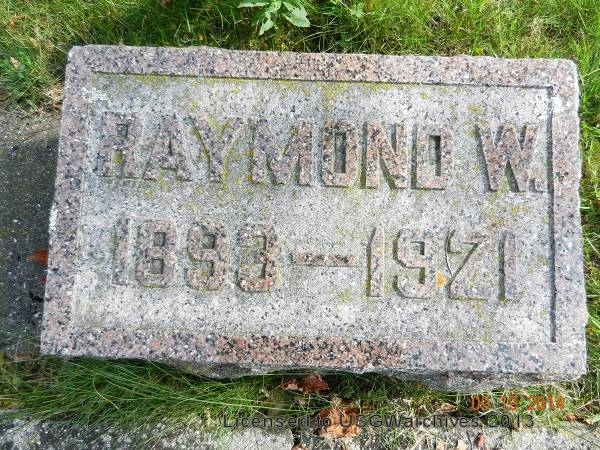 RAYMOND W.
1893—1921
08 13 2014
Licensed to USGWarchives 2013